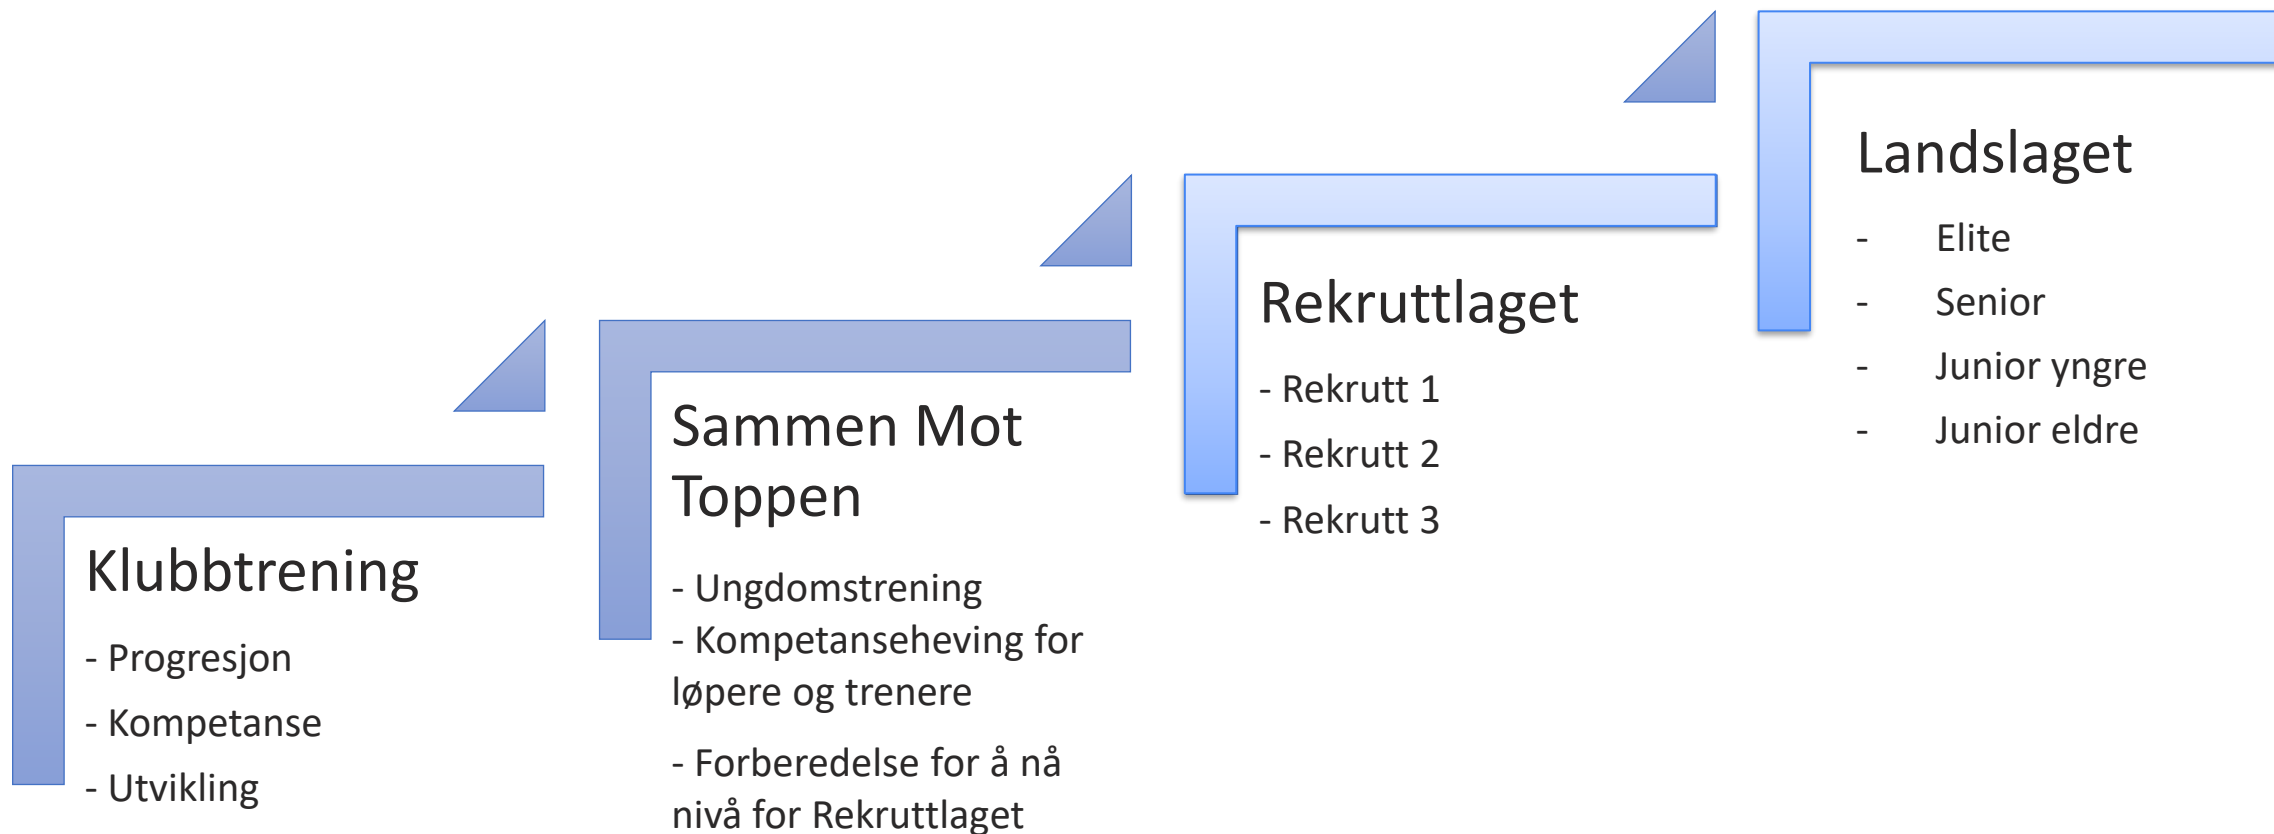 Klubbtrening
- Progresjon
- Kompetanse
- Utvikling
Sammen Mot
Toppen
- Ungdomstrening
- Kompetanseheving for
løpere og trenere
- Forberedelse for å nå
nivå for Rekruttlaget
Rekruttlaget
- Rekrutt 1
- Rekrutt 2
- Rekrutt 3
Landslaget
- Elite
- Senior
- Junior yngre
- Junior eldre